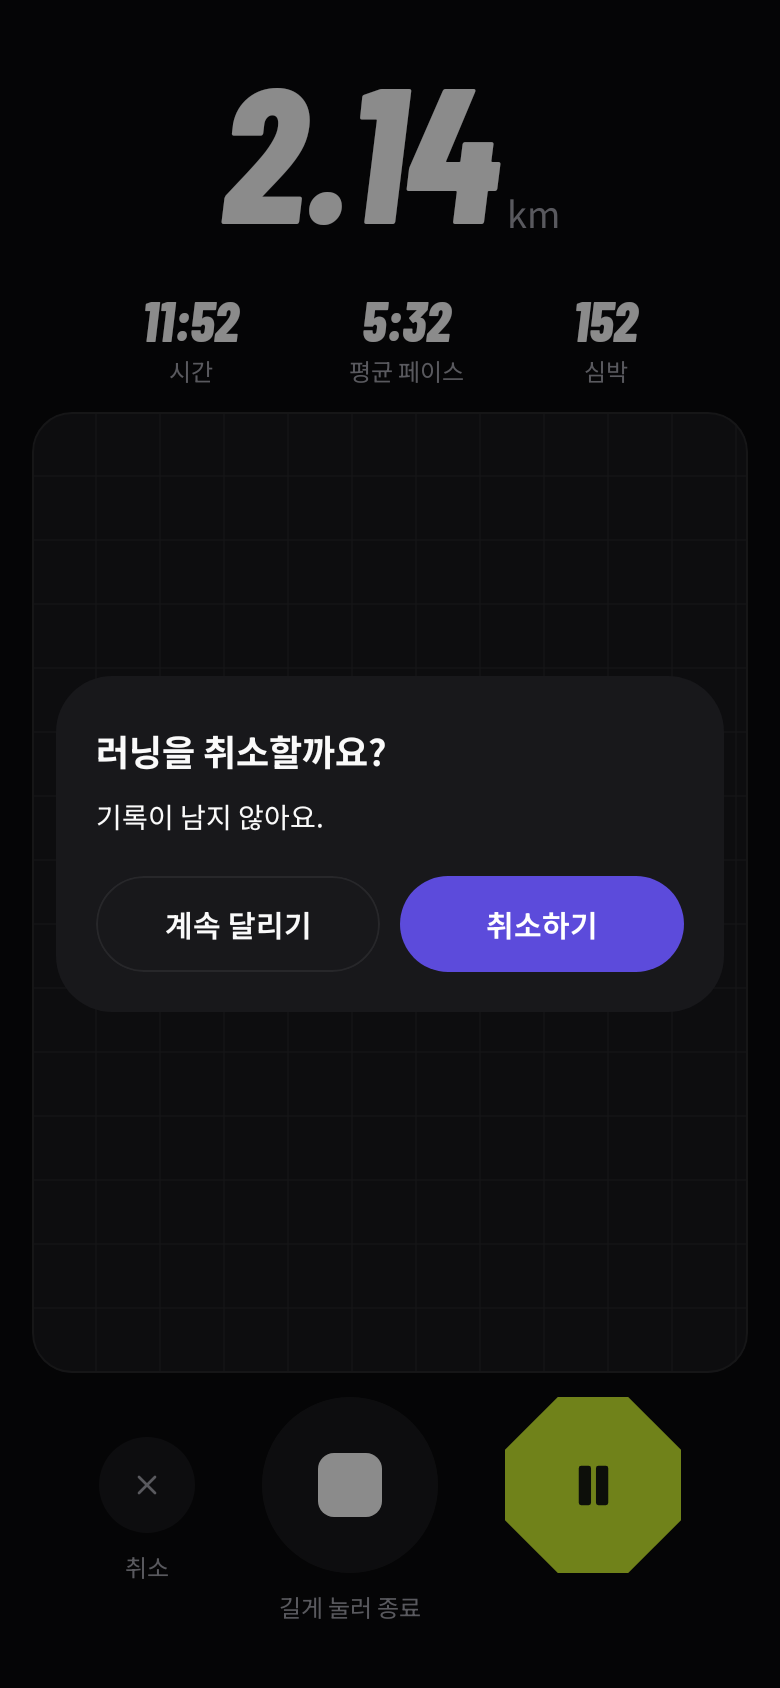 2.14 km
11:52 5:32 152
시간 평균 페이스 심박
러닝을 취소할까요?
기록이 남지 않아요.
계속 달리기 취소하기
취소
길게 눌러 종료